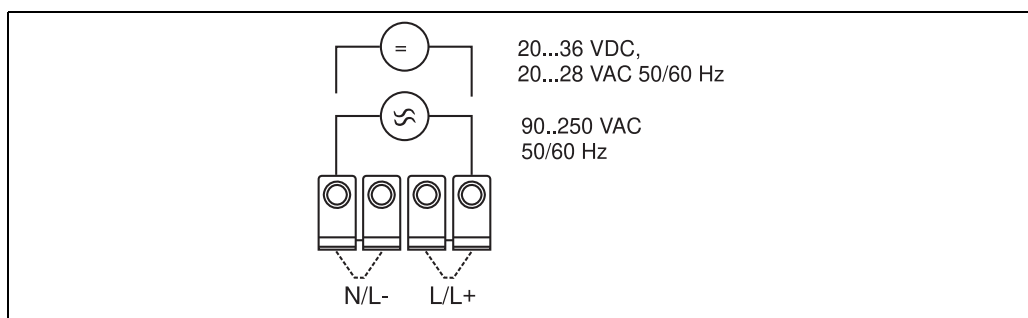 =
20...36 VDC,
20...28 VAC 50/60 Hz
90..250 VAC
50/60 Hz
N/L- L/L+